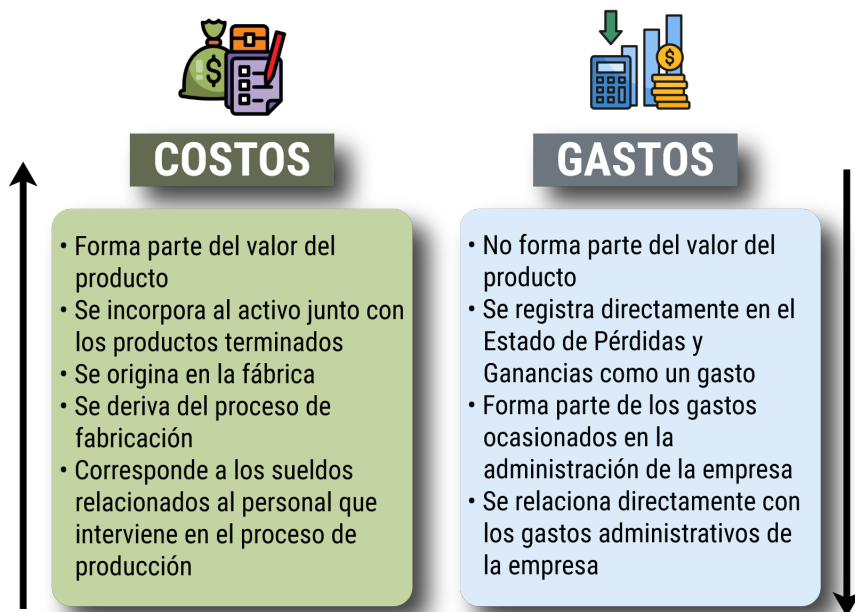 COSTOS
• Forma parte del valor del
producto
• Se incorpora al activo junto con
los productos terminados
• Se origina en la fábrica
• Se deriva del proceso de
fabricación
• Corresponde a los sueldos
relacionados al personal que
interviene en el proceso de
producción
GASTOS
• No forma parte del valor del
producto
• Se registra directamente en el
Estado de Pérdidas y
Ganancias como un gasto
• Forma parte de los gastos
ocasionados en la
administración de la empresa
• Se relaciona directamente con
los gastos administrativos de
la empresa